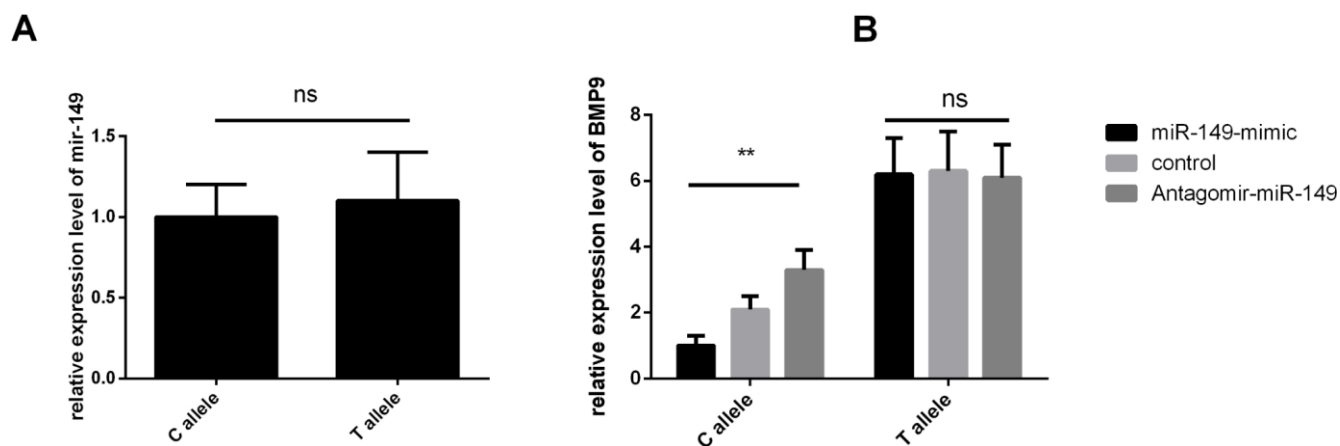 A
B
relative expression level of mir-149
1.5
1.0
0.5
0.0
ns
C allele
T allele
relative expression level of BMP9
8
6
4
2
0
**
ns
C allele
T allele
miR-149-mimic
control
Antagomir-miR-149